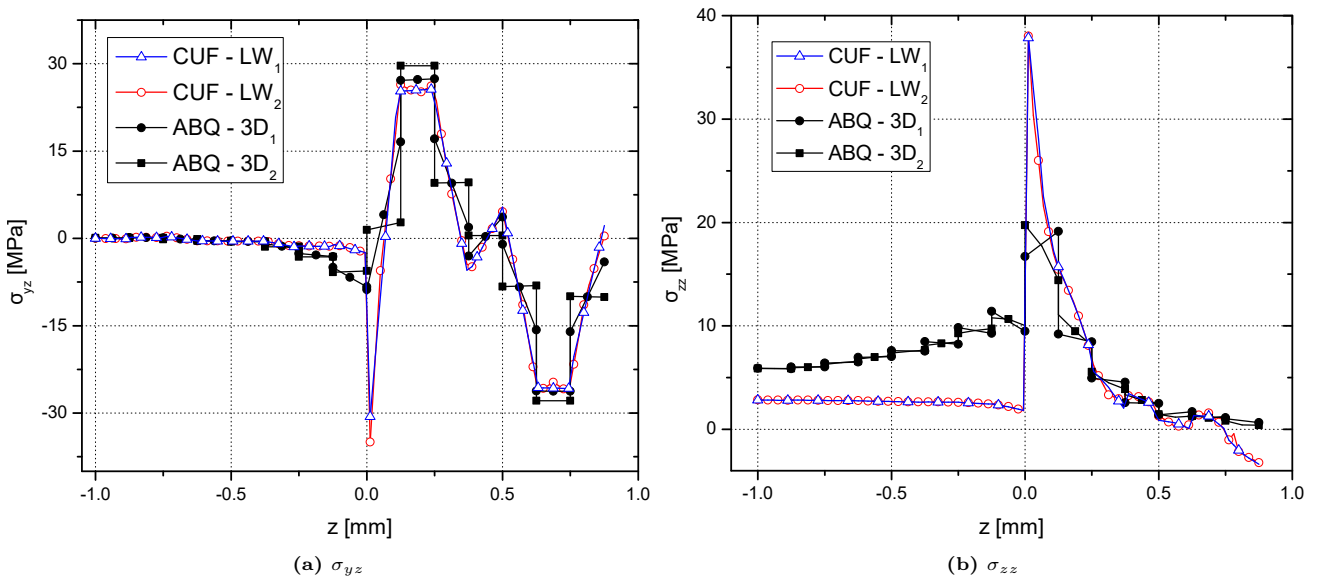 30
15
0
-15
-30
σyz [MPa]
CUF - LW1
CUF - LW2
ABQ - 3D1
ABQ - 3D2
-1.0
-0.5
0.0
0.5
1.0
z [mm]
(a) σyz
40
30
20
10
0
σzz [MPa]
CUF - LW1
CUF - LW2
ABQ - 3D1
ABQ - 3D2
-1.0
-0.5
0.0
0.5
1.0
z [mm]
(b) σzz